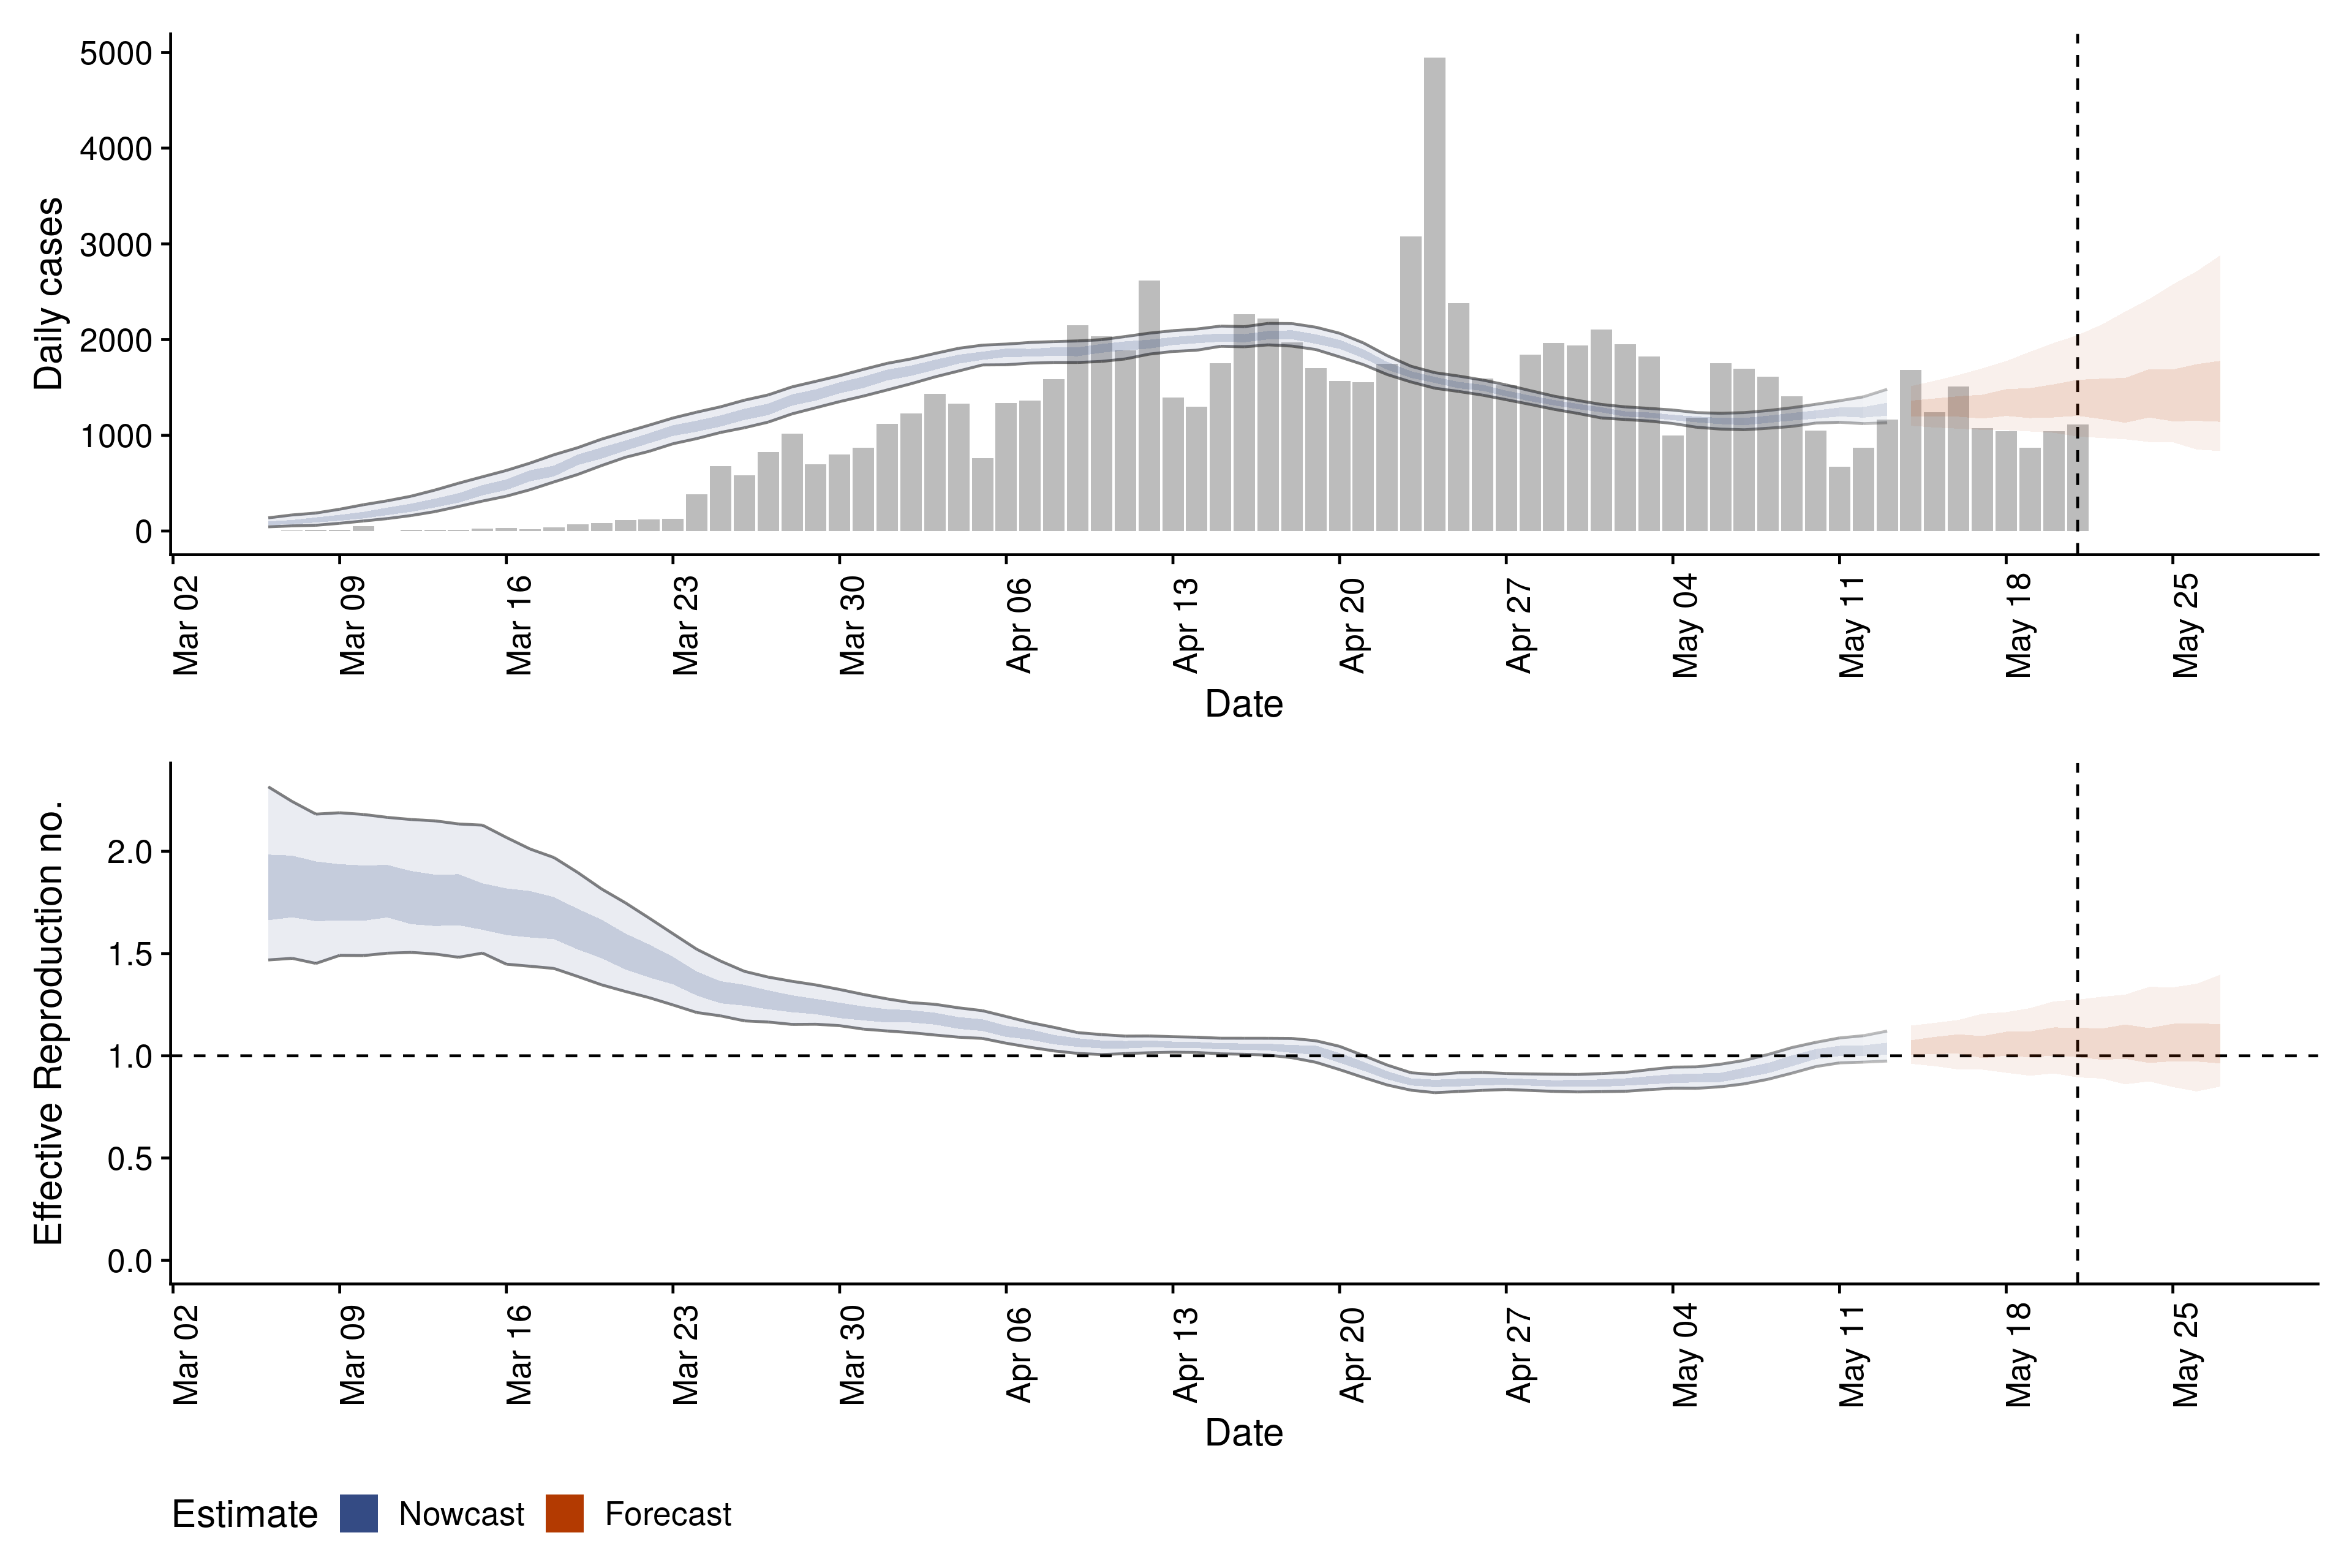 Daily cases
5000
4000
3000
2000
1000
0
Mar 02
Mar 09
Mar 16
Mar 23
Mar 30
Apr 06
Apr 13
Apr 20
Apr 27
May 04
May 11
May 18
May 25
Date
Effective Reproduction no.
2.0
1.5
1.0
0.5
0.0
Mar 02
Mar 09
Mar 16
Mar 23
Mar 30
Apr 06
Apr 13
Apr 20
Apr 27
May 04
May 11
May 18
May 25
Date
Estimate Nowcast Forecast